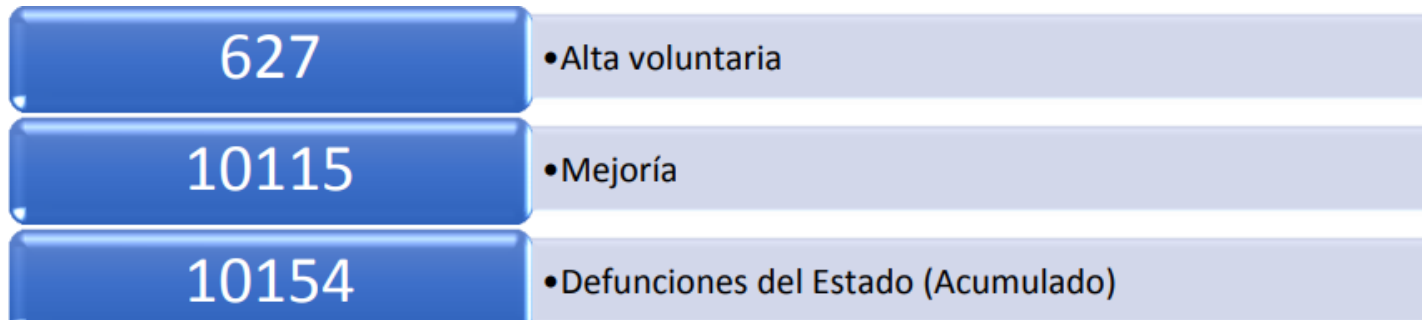 627
•Alta voluntaria
10115
•Mejoría
10154
•Defunciones del Estado (Acumulado)